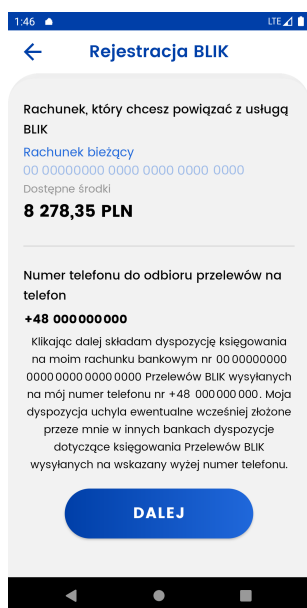 1:46 LTE
Rejestracja BLIK
Rachunek, który chcesz powiązać z usługą
BLIK
Rachunek bieżący
00 00000000 0000 0000 0000 0000
Dostępne środki
8 278,35 PLN
Numer telefonu do odbioru przelewów na
telefon
+48 000000000
Klikając dalej składam dyspozycję księgowania
na moim rachunku bankowym nr 00 00000000
0000 0000 0000 0000 Przelewów BLIK wysyłanych
na mój numer telefonu nr +48 000 000 000. Moja
dyspozycja uchyla ewentualne wcześniej złożone
przeze mnie w innych bankach dyspozycje
dotyczące księgowania Przelewów BLIK
wysyłanych na wskazany wyżej numer telefonu.
DALEJ